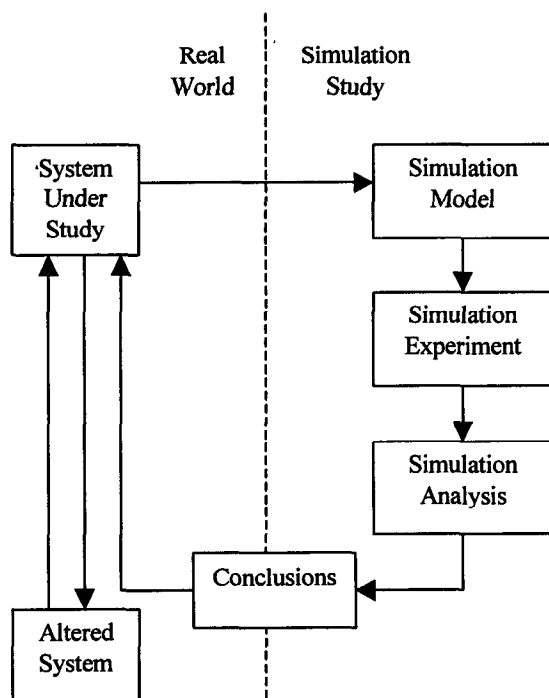 Real
World
Simulation
Study
System
Under
Study
Simulation
Model
Simulation
Experiment
Simulation
Analysis
Conclusions
Altered
System